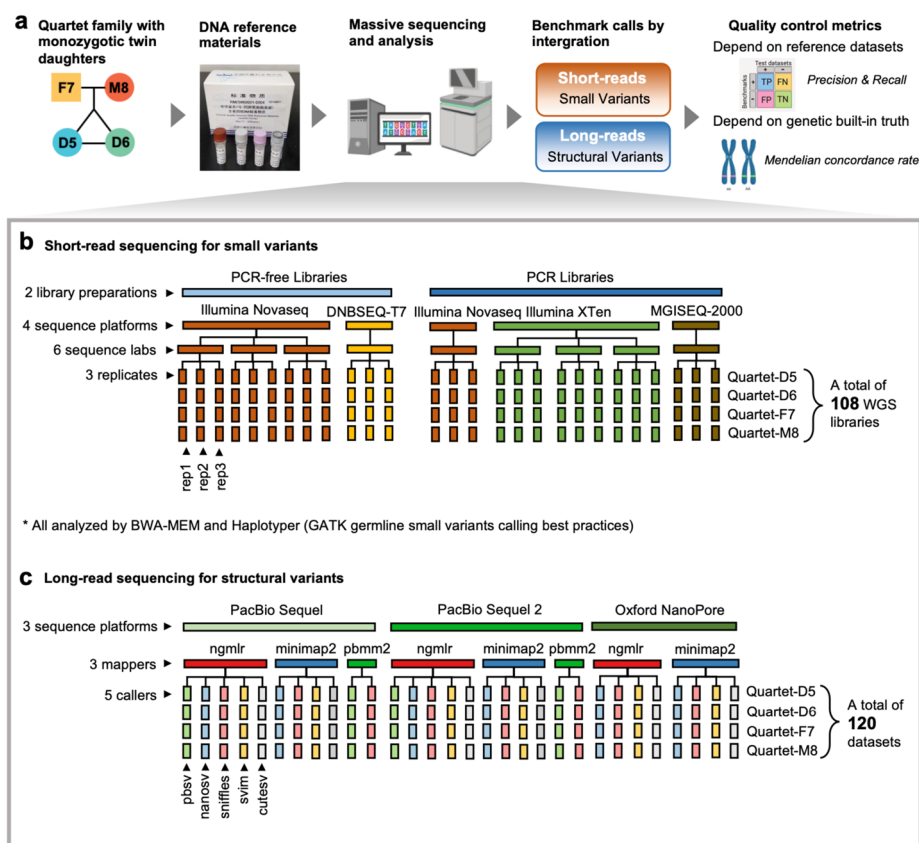 a
Quartet family with
monozygotic twin
daughters
F7
M8
D5
D6
DNA reference
materials
标准物质
Massive sequencing
and analysis
Benchmark calls by
intergration
Short-reads
Small Variants
Long-reads
Structural Variants
Quality control metrics
Depend on reference datasets
Test datasets
+ -
Benchmarks
+ TP FN
- FP TN
Precision & Recall
Depend on genetic built-in truth
Mendelian concordance rate
b Short-read sequencing for small variants
PCR-free Libraries PCR Libraries
2 library preparations
Illumina Novaseq DNBSEQ-T7 Illumina Novaseq Illumina XTen MGISEQ-2000
4 sequence platforms
6 sequence labs
3 replicates
Quartet-D5
Quartet-D6
Quartet-F7
Quartet-M8
A total of
108 WGS
libraries
rep1
rep2
rep3
* All analyzed by BWA-MEM and Haplotyper (GATK germline small variants calling best practices)
c Long-read sequencing for structural variants
PacBio Sequel PacBio Sequel 2 Oxford NanoPore
3 sequence platforms
ngmlr minimap2 pbmm2 ngmlr minimap2 pbmm2 ngmlr minimap2
3 mappers
5 callers
Quartet-D5
Quartet-D6
Quartet-F7
Quartet-M8
A total of
120
datasets
pbsv
nanosv
sniffles
svim
cutesv